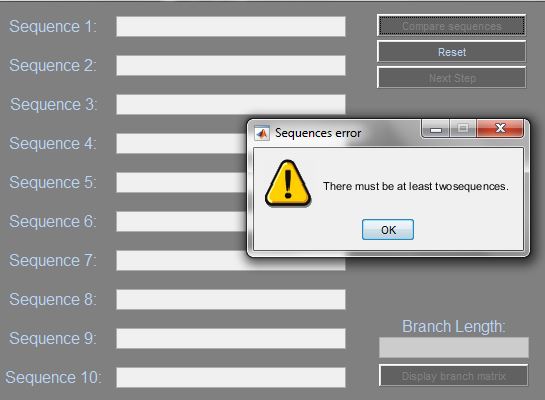 Sequence 1:
Compare sequences
Reset
Sequence 2:
Next Step
Sequence 3:
Sequence 4:
Sequences error
Sequence 5:
There must be at least twosequences.
Sequence 6:
OK
Sequence 7:
Sequence 8:
Sequence 9:
Branch Length:
Sequence 10:
Display branch matrix